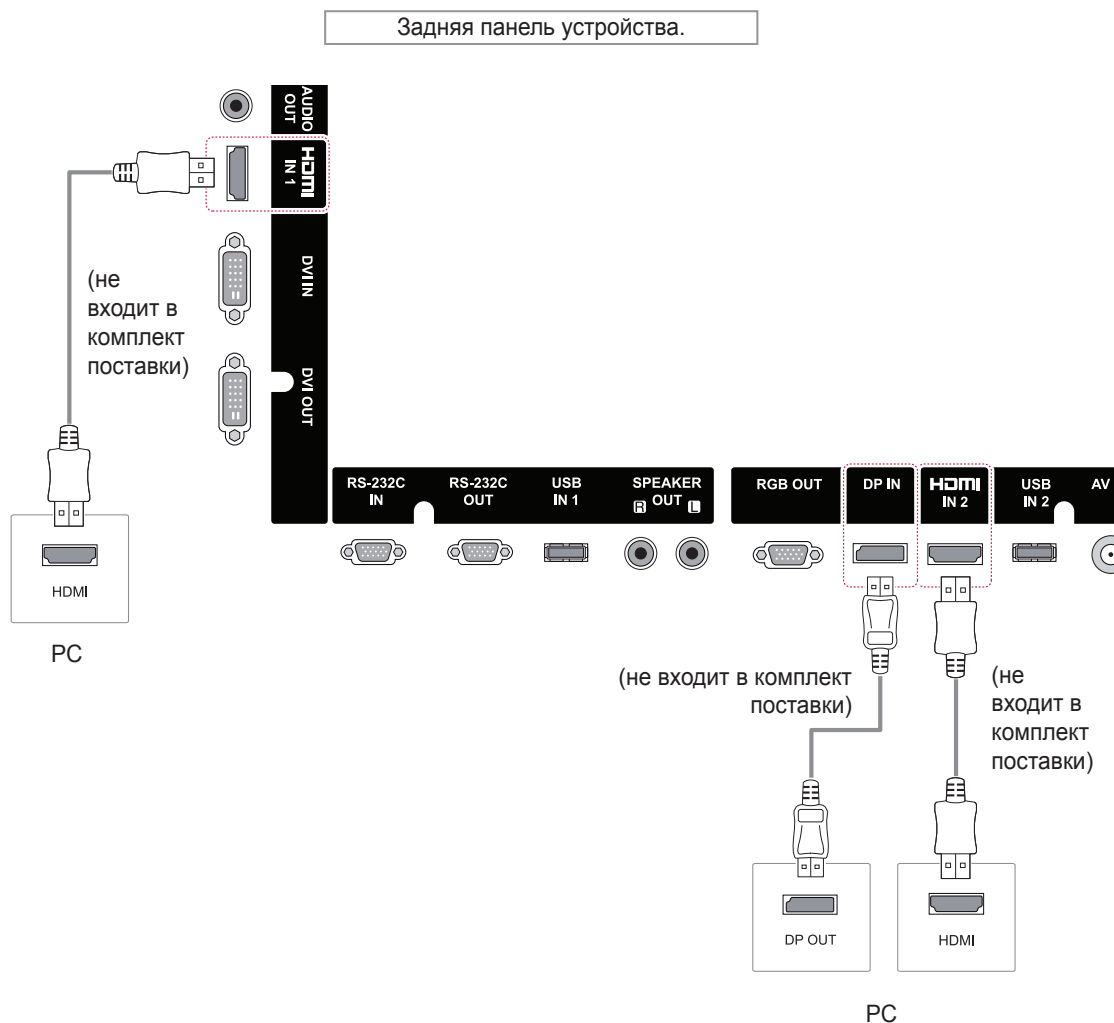 Задняя панель устройства.
AUDIO
OUT
HDMI
IN 1
DVI IN
DVI OUT
(не
входит в
комплект
поставки)
HDMI
PC
RS-232C
IN
RS-232C
OUT
USB
IN 1
SPEAKER
R OUT L
RGB OUT
DP IN
HDMI
IN 2
USB
IN 2
AV
(не входит в комплект
поставки)
(не
входит в
комплект
поставки)
DP OUT
HDMI
PC